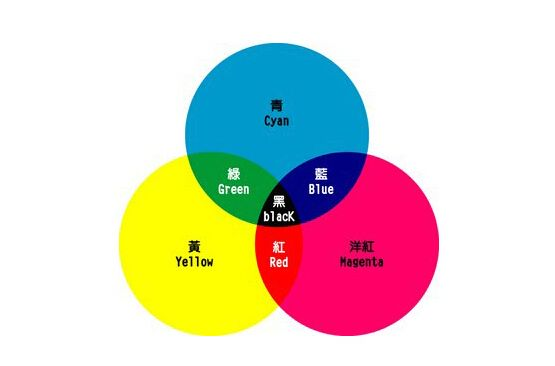 青
Cyan
綠
Green
藍
Blue
黑
blacK
黃
Yellow
紅
Red
洋紅
Magenta